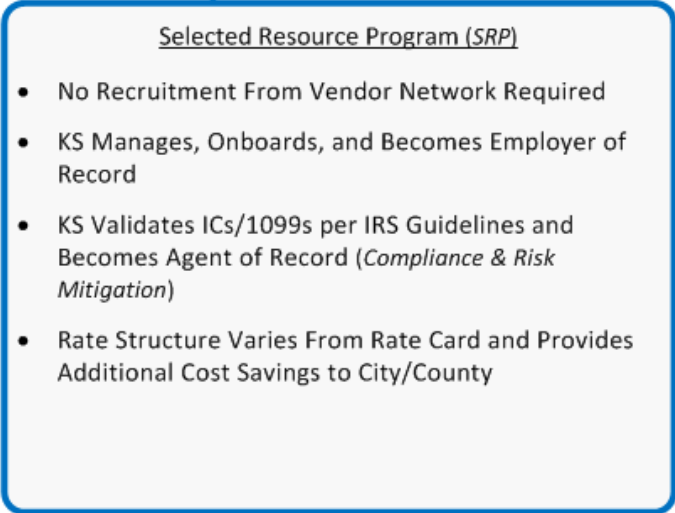 Selected Resource Program (SRP)
• No Recruitment From Vendor Network Required
• KS Manages, Onboards, and Becomes Employer of
Record
• KS Validates ICs/1099s per IRS Guidelines and
Becomes Agent of Record (Compliance & Risk
Mitigation)
• Rate Structure Varies From Rate Card and Provides
Additional Cost Savings to City/County